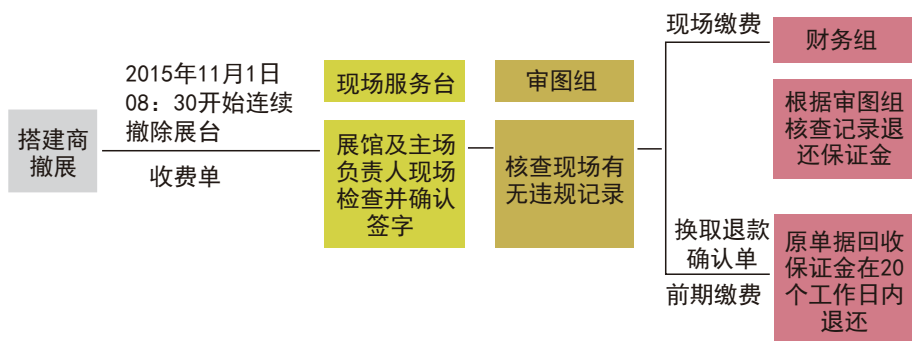 搭建商
撤展
2015年11月1日
08：30开始连续
撤除展台
收费单
现场服务台
展馆及主场
负责人现场
检查并确认
签字
审图组
核查现场有
无违规记录
现场缴费
财务组
根据审图组
核查记录退
还保证金
换取退款
确认单
前期缴费
原单据回收
保证金在20
个工作日内
退还